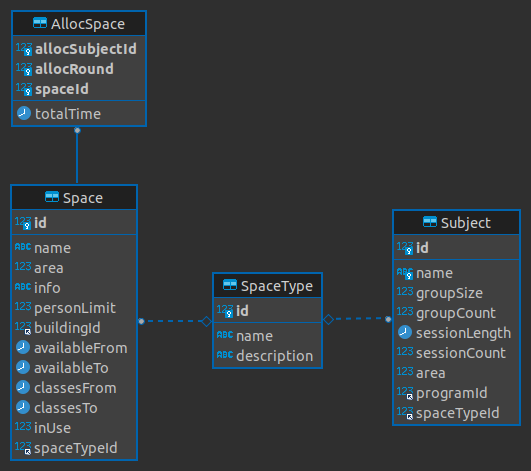 AllocSpace
123 allocSubjectId
123 allocRound
123 spaceId
totalTime
Space
123 id
ABC name
123 area
ABC info
123 personLimit
123 buildingId
availableFrom
availableTo
classesFrom
classesTo
123 inUse
123 spaceTypeId
SpaceType
123 id
ABC name
ABC description
Subject
123 id
ABC name
123 groupSize
123 groupCount
sessionLength
123 sessionCount
123 area
123 programId
123 spaceTypeId